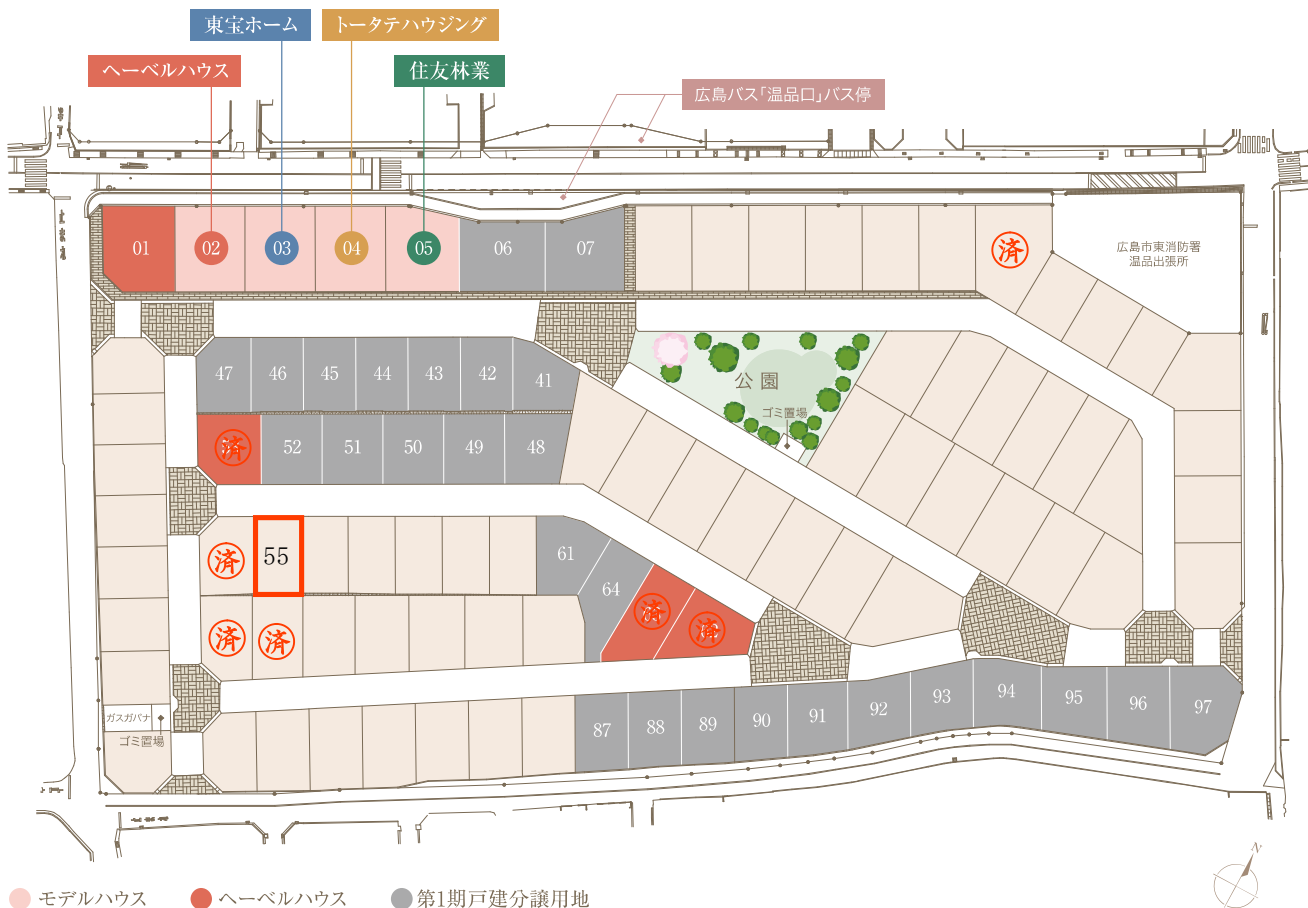 東宝ホーム
トータテハウジング
ヘーベルハウス
住友林業
広島バス「温品口」バス停
01
02
03
04
05
06
07
済
広島市東消防署
温品出張所
47
46
45
44
43
42
41
公園
ゴミ置場
済
52
51
50
49
48
済
55
61
64
済
済
済
済
87
88
89
90
91
92
93
94
95
96
97
ガスガバナ
ゴミ置場
N
モデルハウス
ヘーベルハウス
第1期戸建分譲用地